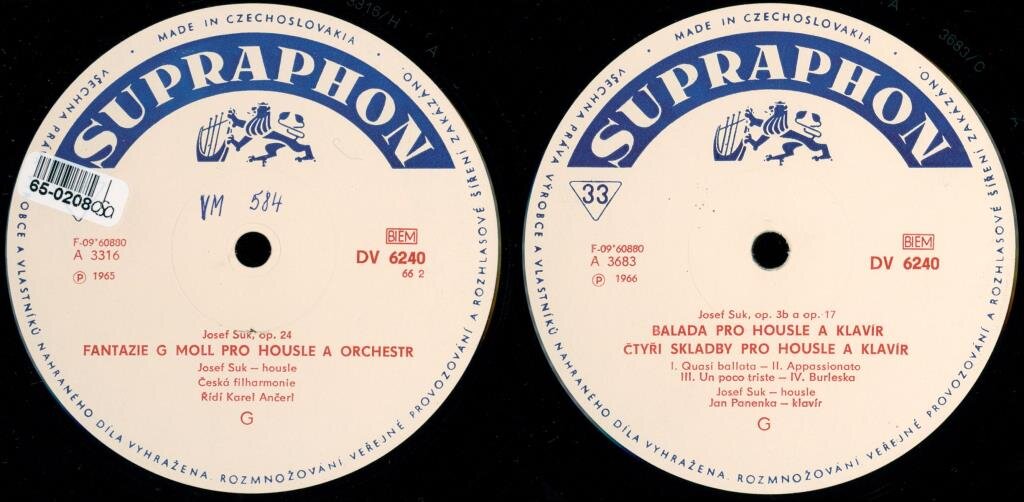 3315/H
A
MADE IN CZECHOSLOVAKIA
SUPRAPHON
VŠECHNA PRÁVA
OBCE A VLASTNÍKŮ NAHRANÉHO DÍLA VYHRAŽENA. ROZMNOŽOVÁNÍ VEŘEJNÉ PROVOZOVÁNÍ A ROZHLASOVÉ ŠÍŘENÍ ZAKÁZÁNO.
65-0208
VM 584
F-09*60880
A 3316
Ⓟ 1965
BIEM
DV 6240
66 2
Josef Suk, op. 24
FANTAZIE G MOLL PRO HOUSLE A ORCHESTR
Josef Suk – housle
Česká filharmonie
Řídí Karel Ančerl
G
3683/C
A
MADE IN CZECHOSLOVAKIA
SUPRAPHON
VŠECHNA PRÁVA VÝROBCE A VLASTNÍKŮ NAHRANÉHO DÍLA VYHRAŽENA. ROZMNOŽOVÁNÍ VEŘEJNÉ PROVOZOVÁNÍ A ROZHLASOVÉ ŠÍŘENÍ ZAKÁZÁNO.
33
F-09*60880
A 3683
Ⓟ 1966
BIEM
DV 6240
Josef Suk, op. 3b a op. 17
BALADA PRO HOUSLE A KLAVÍR
ČTYŘI SKLADBY PRO HOUSLE A KLAVÍR
I. Quasi ballata – II. Appassionato
III. Un poco triste – IV. Burleska
Josef Suk – housle
Jan Panenka – klavír
G